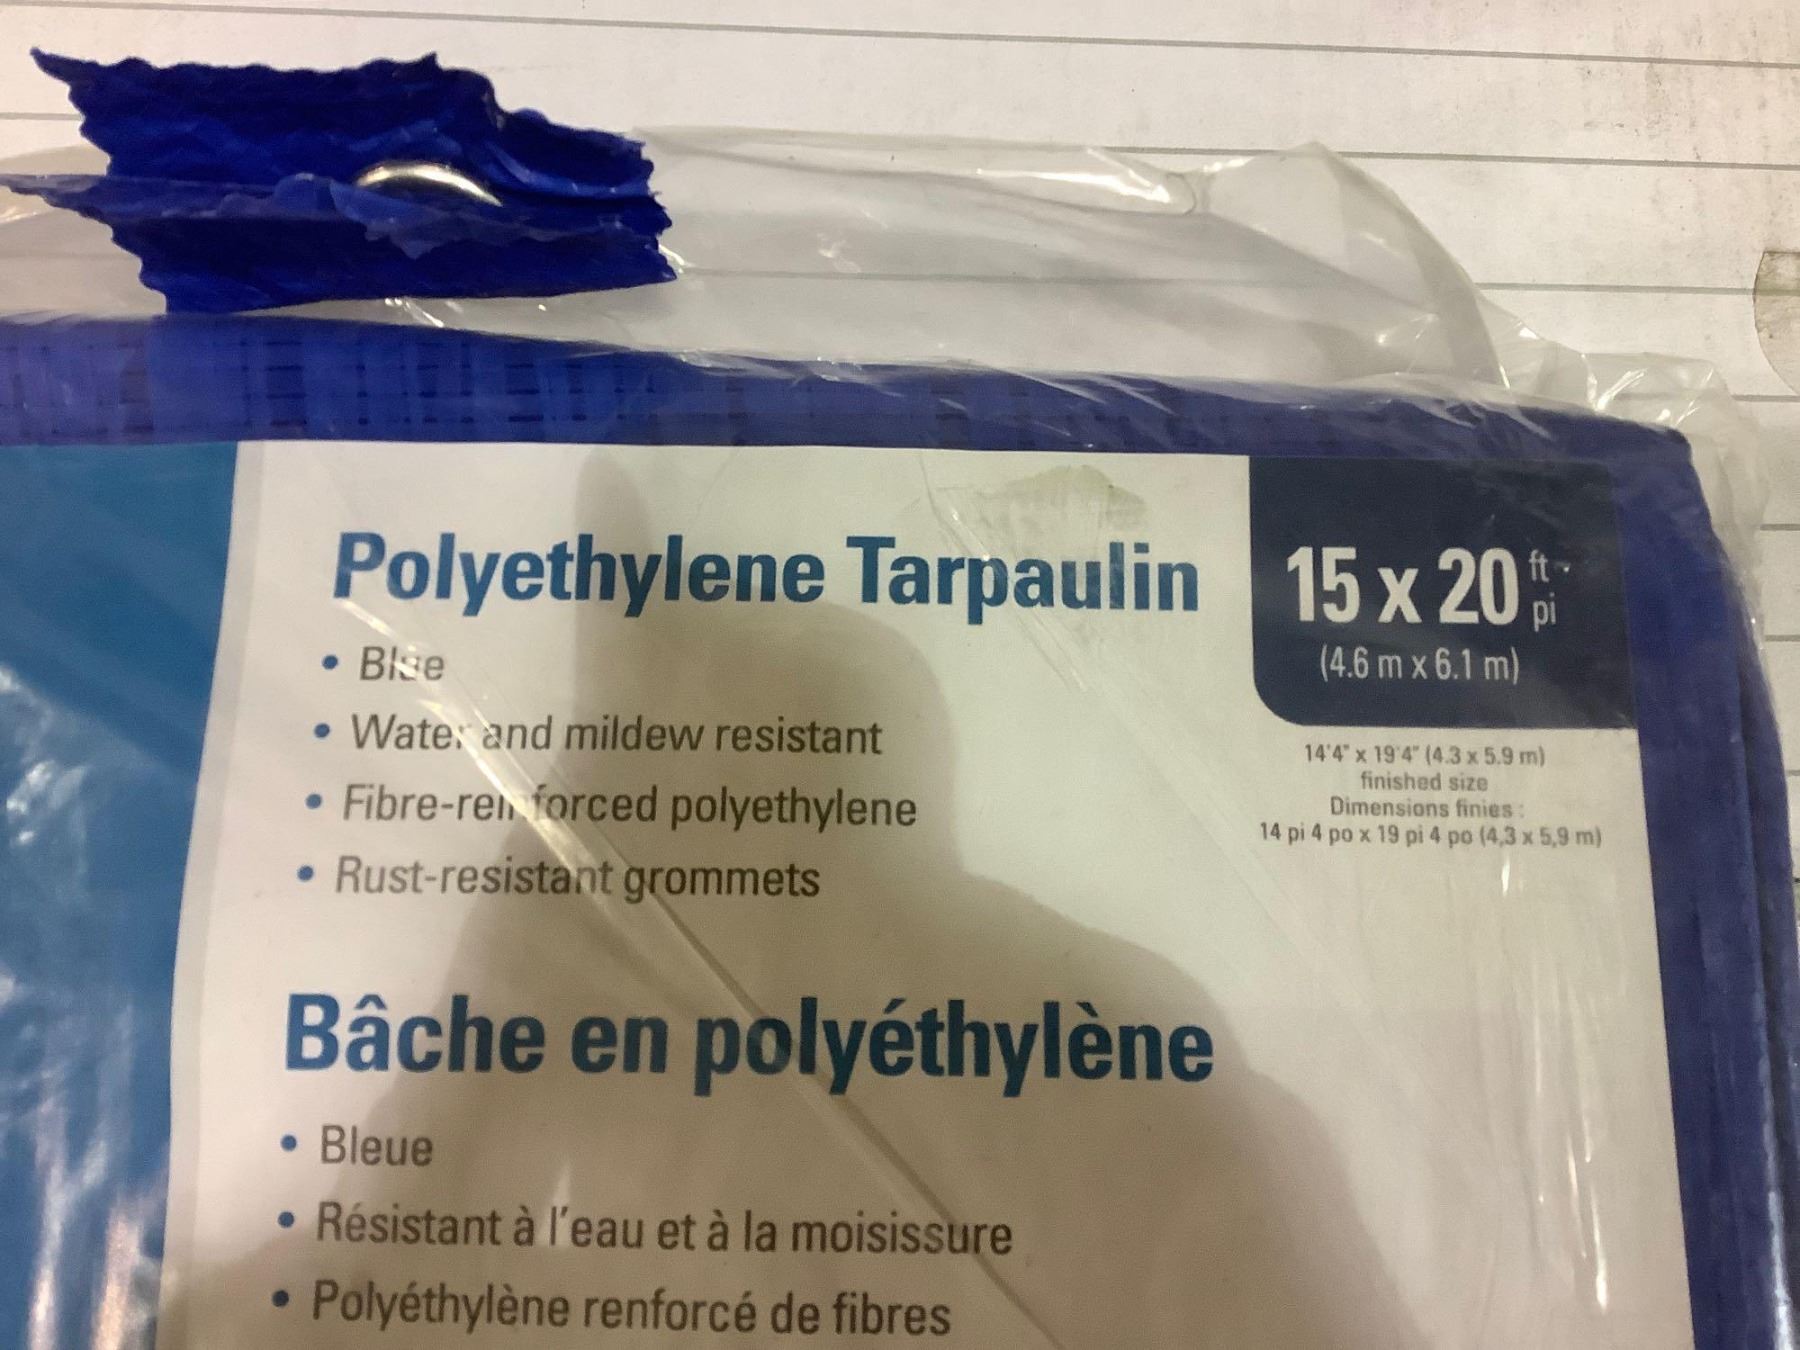 Polyethylene Tarpaulin
• Blue
• Water and mildew resistant
• Fibre-reinforced polyethylene
• Rust-resistant grommets
15 x 20 ft - pi
(4.6 m x 6.1 m)
14'4" x 19'4" (4.3 x 5.9 m)
finished size
Dimensions finies :
14 pi 4 po x 19 pi 4 po (4,3 x 5,9 m)
Bâche en polyéthylène
• Bleue
• Résistant à l'eau et à la moisissure
• Polyéthylène renforcé de fibres